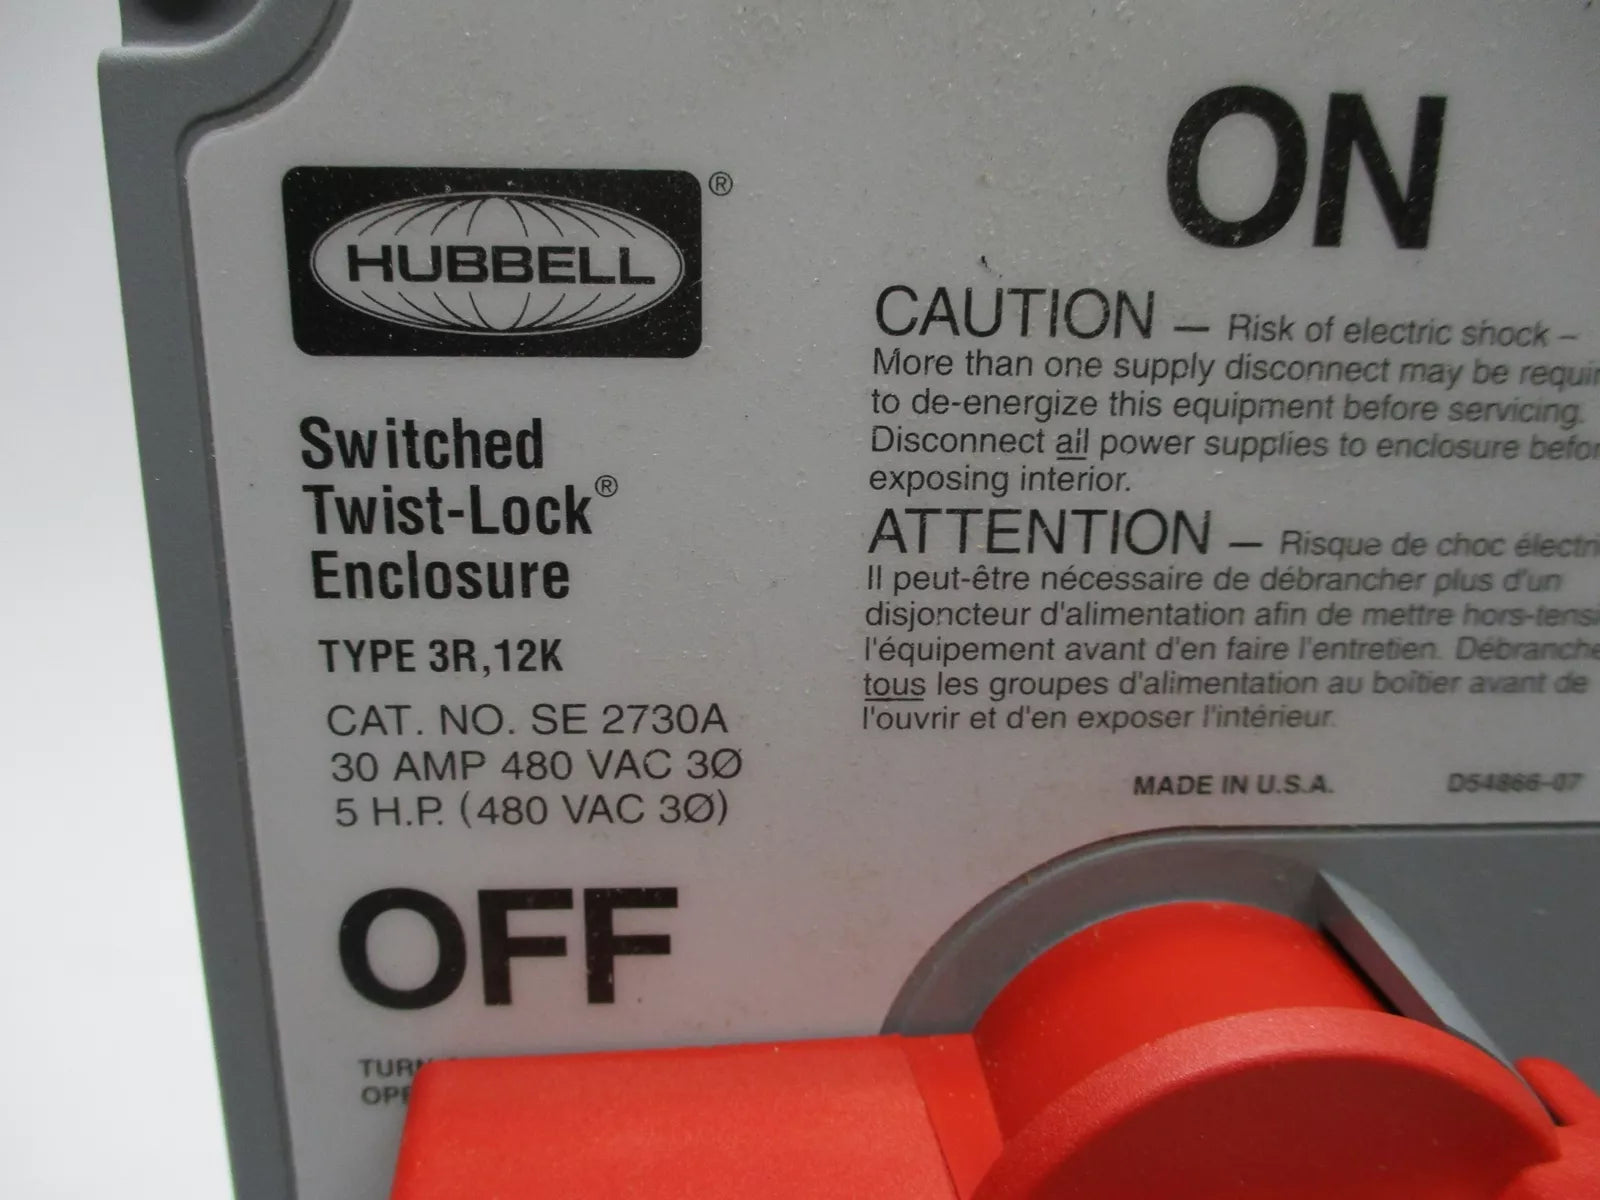 HUBBELL®
Switched
Twist-Lock®
Enclosure
TYPE 3R,12K
CAT. NO. SE 2730A
30 AMP 480 VAC 3Ø
5 H.P. (480 VAC 3Ø)
OFF
TURN
ON
CAUTION — Risk of electric shock –
More than one supply disconnect may be
to de-energize this equipment before servicing.
Disconnect all power supplies to enclosure
exposing interior.
ATTENTION — Risque de choc
Il peut-être nécessaire de débrancher plus d'un
disjoncteur d'alimentation afin de mettre
l'équipement avant d'en faire l'entretien.
tous les groupes d'alimentation au boîtier avant de
l'ouvrir et d'en exposer l'intérieur.
MADE IN U.S.A. D54866-07